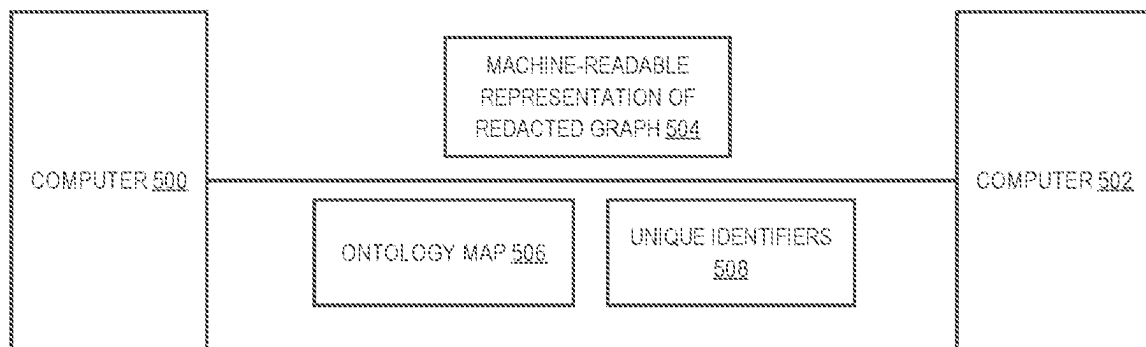 MACHINE-READABLE
REPRESENTATION OF
REDACTED GRAPH 504
COMPUTER 500
COMPUTER 502
ONTOLOGY MAP 506
UNIQUE IDENTIFIERS
508